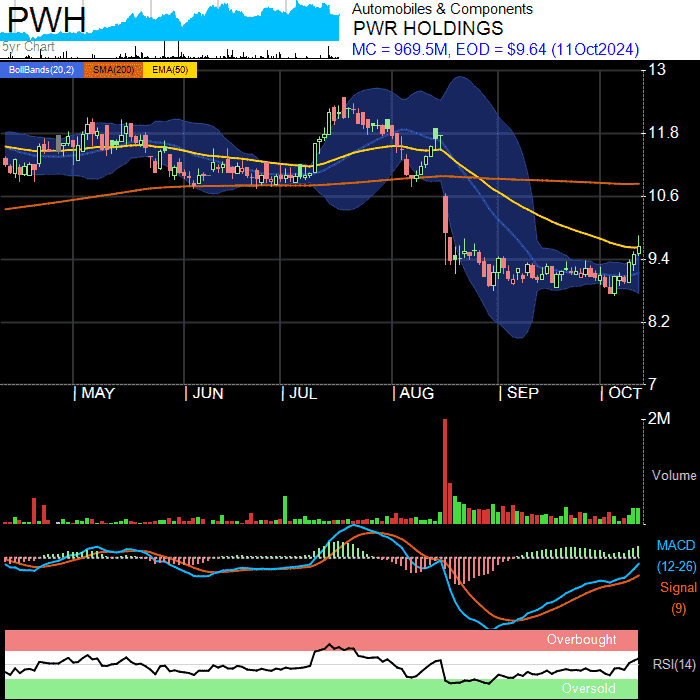 PWH
5yr Chart
Automobiles & Components
PWR HOLDINGS
MC = 969.5M, EOD = $9.64 (11Oct2024)
BollBands(20,2) SMA(200) EMA(50)
13
11.8
10.6
9.4
8.2
7
| MAY | JUN | JUL | AUG | SEP | OCT
2M
Volume
MACD
(12-26)
Signal
(9)
Overbought
RSI(14)
Oversold